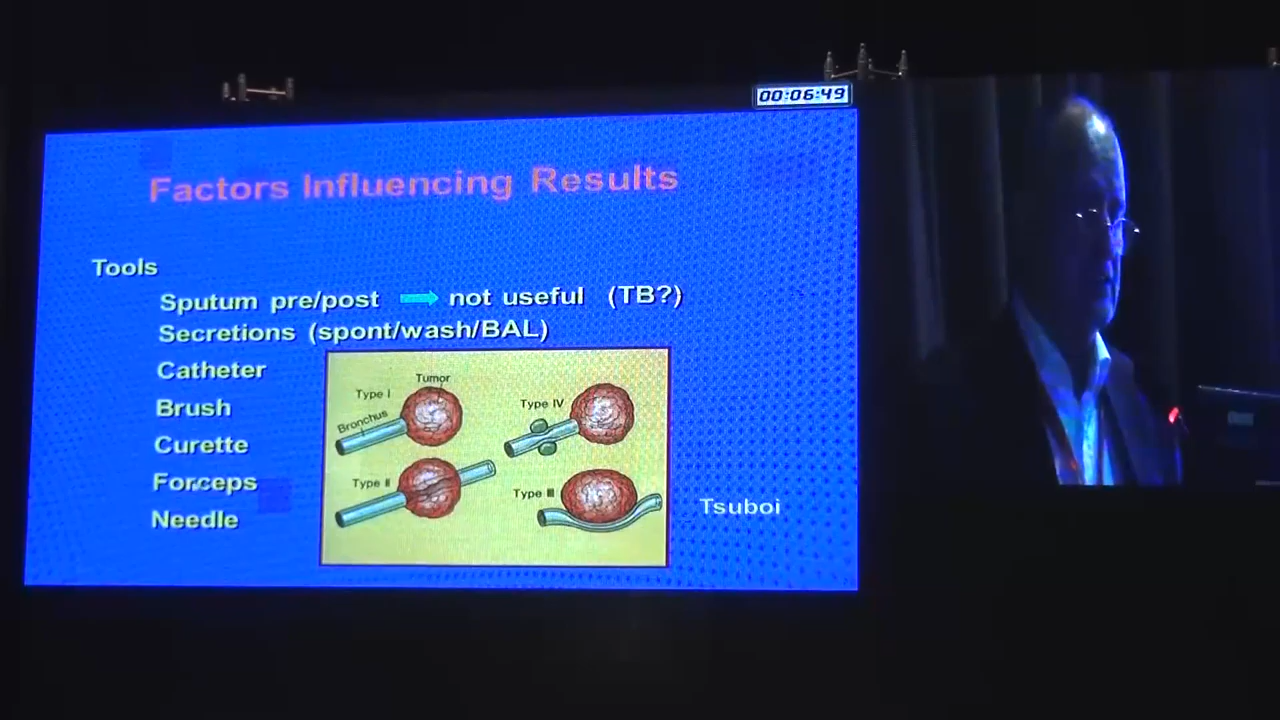 00:06:49
Factors Influencing Results
Tools
Sputum pre/post not useful (TB?)
Secretions (spont/wash/BAL)
Catheter
Brush
Curette
Forceps
Needle
Type I
Tumor
Bronchus
Type IV
Type II
Type III
Tsuboi